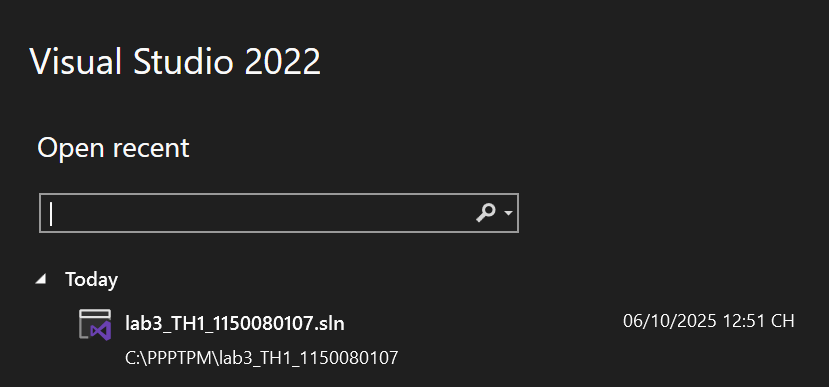 Visual Studio 2022
Open recent
Today
lab3_TH1_1150080107.sln
06/10/2025 12:51 CH
C:\PPPTPM\lab3_TH1_1150080107